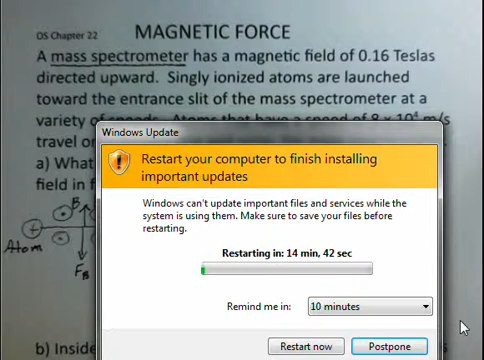 DS Chapter 22 MAGNETIC FORCE
A mass spectrometer has a magnetic field of 0.16 Teslas
directed upward. Singly ionized atoms are launched
toward the entrance slit of the mass spectrometer at a
variety of speeds. Atoms that have a speed of 8 x 10⁴ m/s
travel
a) What
field in
B
Atom
F_B
b) Inside
Windows Update
Restart your computer to finish installing
important updates
Windows can't update important files and services while the
system is using them. Make sure to save your files before
restarting.
Restarting in: 14 min, 42 sec
Remind me in: 10 minutes
Restart now Postpone